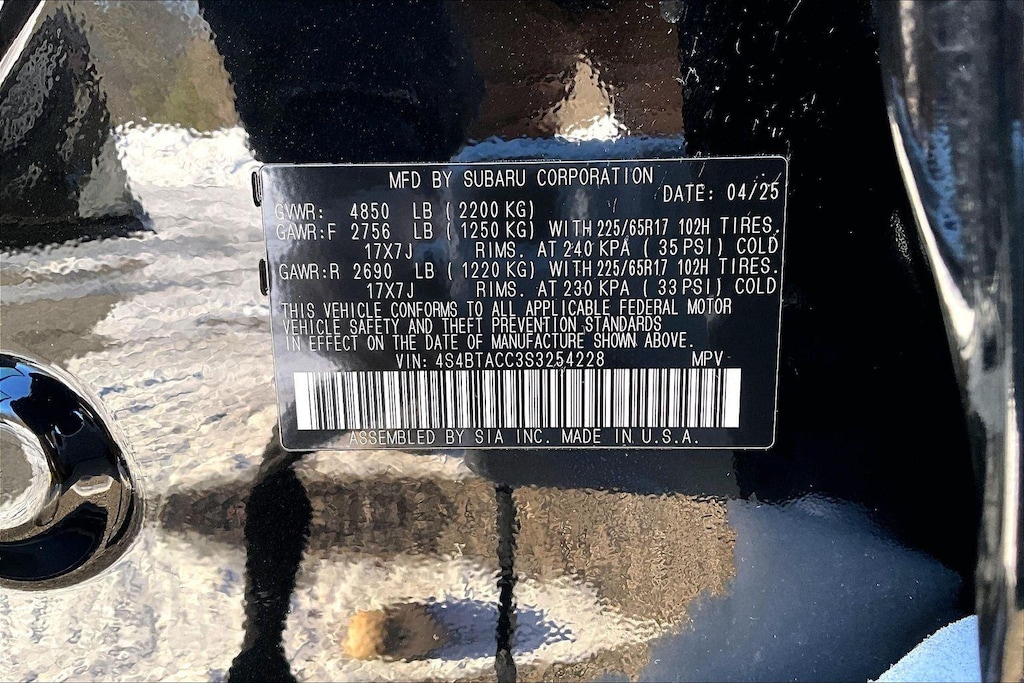 MFD BY SUBARU CORPORATION
DATE: 04/25
GVWR: 4850 LB (2200 KG)
GAWR:F 2756 LB (1250 KG) WITH 225/65R17 102H TIRES,
17X7J RIMS. AT 240 KPA ( 35 PSI) COLD
GAWR:R 2690 LB (1220 KG) WITH 225/65R17 102H TIRES.
17X7J RIMS. AT 230 KPA ( 33 PSI) COLD
THIS VEHICLE CONFORMS TO ALL APPLICABLE FEDERAL MOTOR
VEHICLE SAFETY AND THEFT PREVENTION STANDARDS
IN EFFECT ON THE DATE OF MANUFACTURE SHOWN ABOVE.
VIN: 4S4BTACC3S3254228 MPV
ASSEMBLED BY SIA INC. MADE IN U.S.A.